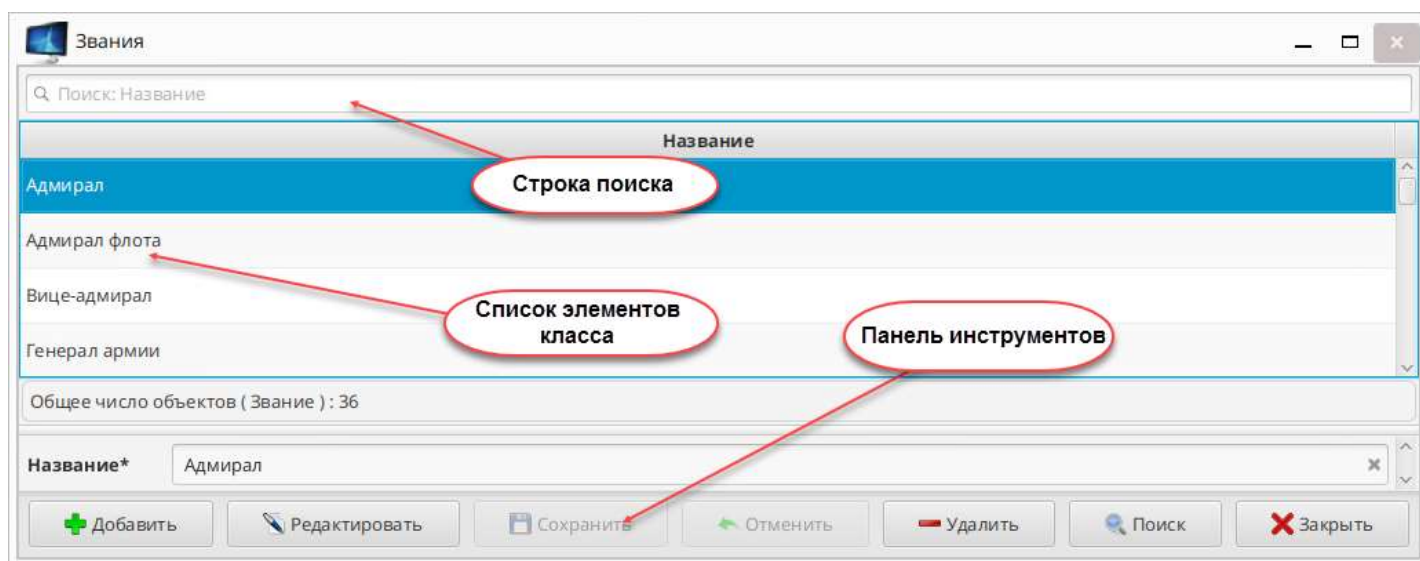 Звания
Поиск: Название
Название
Адмирал
Строка поиска
Адмирал флота
Вице-адмирал
Список элементов
класса
Панель инструментов
Генерал армии
Общее число объектов ( Звание ) : 36
Название*
Адмирал
Добавить
Редактировать
Сохранить
Отменить
Удалить
Поиск
Закрыть